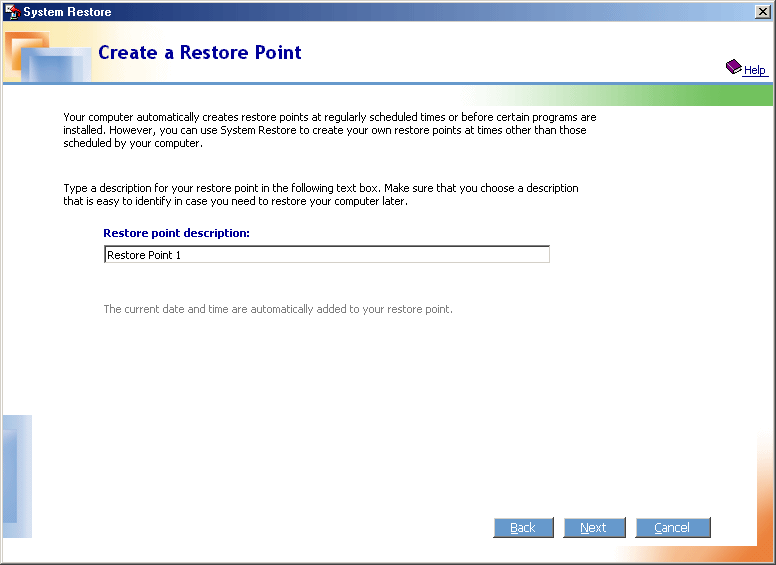 System Restore
Create a Restore Point
Help
Your computer automatically creates restore points at regularly scheduled times or before certain programs are
installed. However, you can use System Restore to create your own restore points at times other than those
scheduled by your computer.
Type a description for your restore point in the following text box. Make sure that you choose a description
that is easy to identify in case you need to restore your computer later.
Restore point description:
Restore Point 1
The current date and time are automatically added to your restore point.
Back Next Cancel